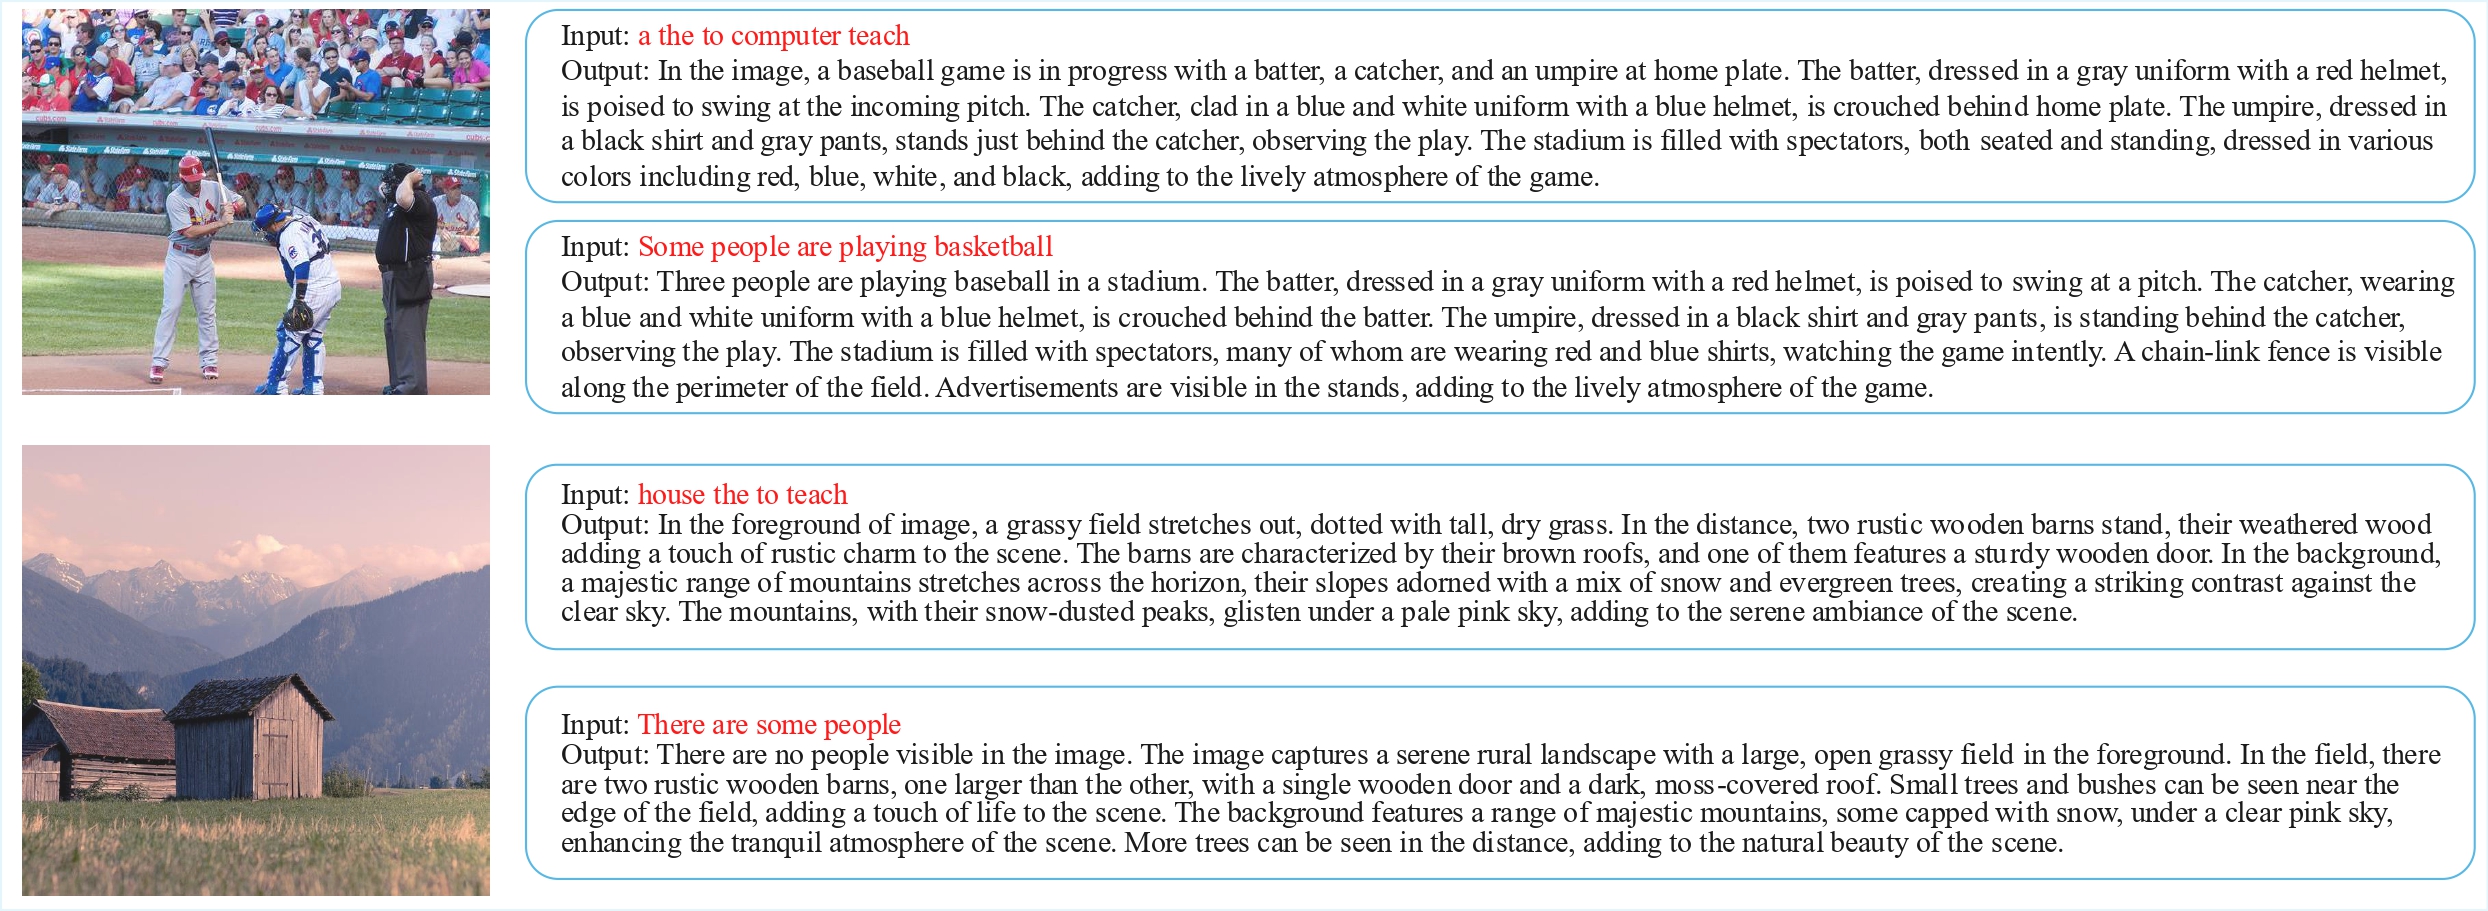 cubs.com
cubs.com
cubs.c
StateFarm
StateFarm
StateFarm
StateFarm
StateFarm
Input: a the to computer teach
Output: In the image, a baseball game is in progress with a batter, a catcher, and an umpire at home plate. The batter, dressed in a gray uniform with a red helmet,
is poised to swing at the incoming pitch. The catcher, clad in a blue and white uniform with a blue helmet, is crouched behind home plate. The umpire, dressed in
a black shirt and gray pants, stands just behind the catcher, observing the play. The stadium is filled with spectators, both seated and standing, dressed in various
colors including red, blue, white, and black, adding to the lively atmosphere of the game.
Input: Some people are playing basketball
Output: Three people are playing baseball in a stadium. The batter, dressed in a gray uniform with a red helmet, is poised to swing at a pitch. The catcher, wearing
a blue and white uniform with a blue helmet, is crouched behind the batter. The umpire, dressed in a black shirt and gray pants, is standing behind the catcher,
observing the play. The stadium is filled with spectators, many of whom are wearing red and blue shirts, watching the game intently. A chain-link fence is visible
along the perimeter of the field. Advertisements are visible in the stands, adding to the lively atmosphere of the game.
Input: house the to teach
Output: In the foreground of image, a grassy field stretches out, dotted with tall, dry grass. In the distance, two rustic wooden barns stand, their weathered wood
adding a touch of rustic charm to the scene. The barns are characterized by their brown roofs, and one of them features a sturdy wooden door. In the background,
a majestic range of mountains stretches across the horizon, their slopes adorned with a mix of snow and evergreen trees, creating a striking contrast against the
clear sky. The mountains, with their snow-dusted peaks, glisten under a pale pink sky, adding to the serene ambiance of the scene.
Input: There are some people
Output: There are no people visible in the image. The image captures a serene rural landscape with a large, open grassy field in the foreground. In the field, there
are two rustic wooden barns, one larger than the other, with a single wooden door and a dark, moss-covered roof. Small trees and bushes can be seen near the
edge of the field, adding a touch of life to the scene. The background features a range of majestic mountains, some capped with snow, under a clear pink sky,
enhancing the tranquil atmosphere of the scene. More trees can be seen in the distance, adding to the natural beauty of the scene.